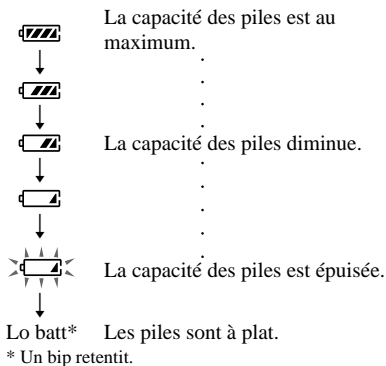 La capacité des piles est au
maximum.
La capacité des piles diminue.
La capacité des piles est épuisée.
Lo batt* Les piles sont à plat.
* Un bip retentit.